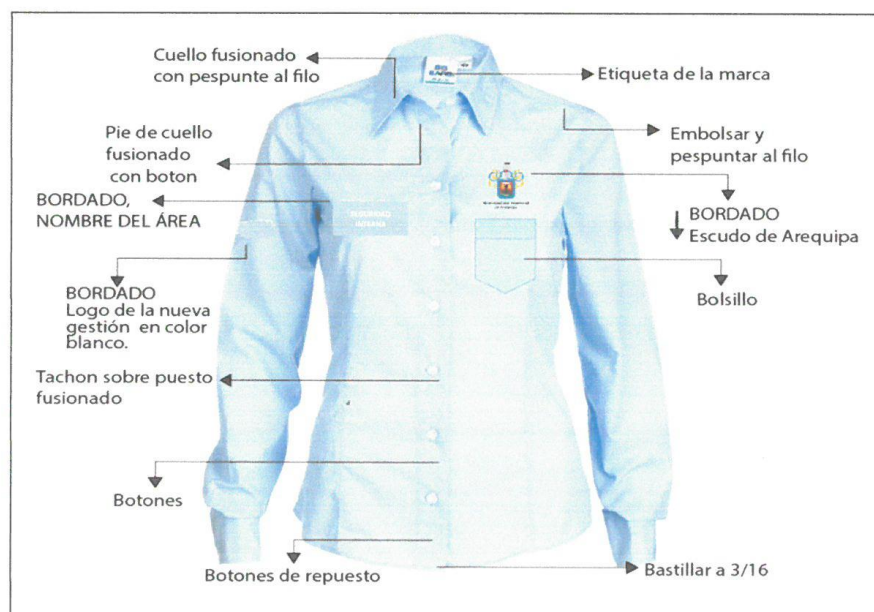 Cuello fusionado
con pespunte al filo
Etiqueta de la marca
Pie de cuello
fusionado
con boton
Embolsar y
pespuntar al filo
BORDADO,
NOMBRE DEL ÁREA
BORDADO
Escudo de Arequipa
BORDADO
Logo de la nueva
gestión en color
blanco.
Bolsillo
Tachon sobre puesto
fusionado
Botones
Botones de repuesto
Bastillar a 3/16